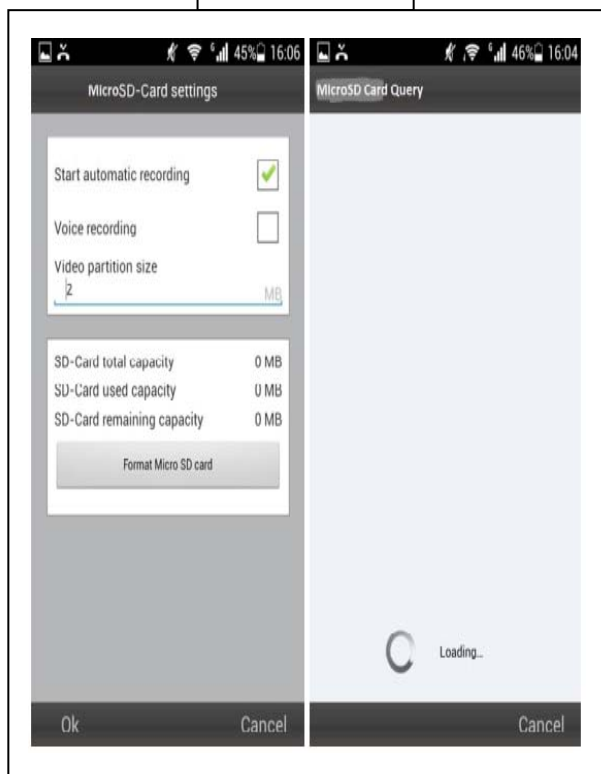 45% 16:06
MicroSD-Card settings
Start automatic recording
Voice recording
Video partition size
2 MB
SD-Card total capacity 0 MB
SD-Card used capacity 0 MB
SD-Card remaining capacity 0 MB
Format Micro SD card
Ok Cancel
46% 16:04
MicroSD Card Query
Loading...
Cancel